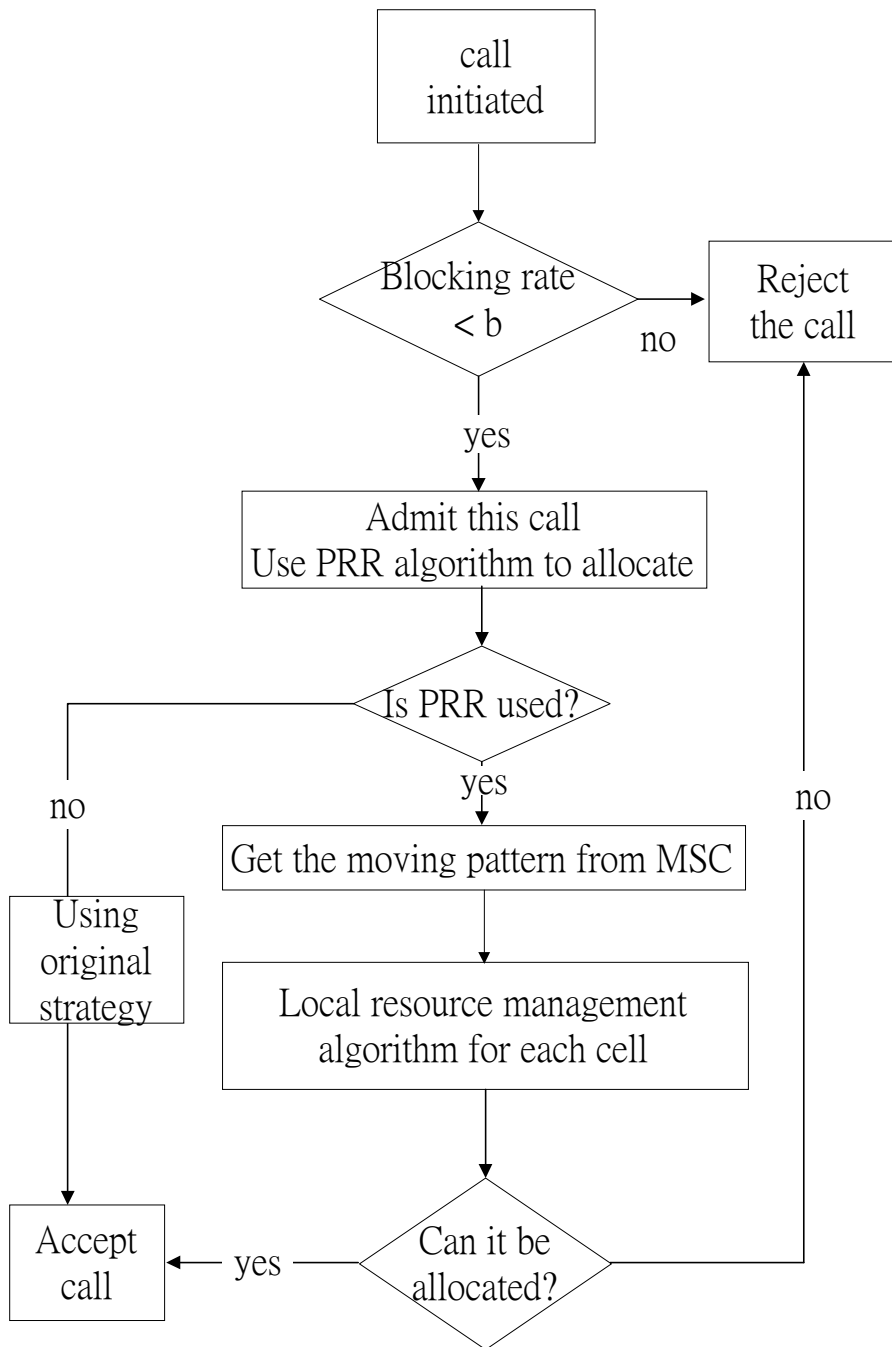 call
initiated
Blocking rate
< b
no
Reject
the call
yes
Admit this call
Use PRR algorithm to allocate
Is PRR used?
no
yes
no
Get the moving pattern from MSC
Using
original
strategy
Local resource management
algorithm for each cell
Accept
call
yes
Can it be
allocated?